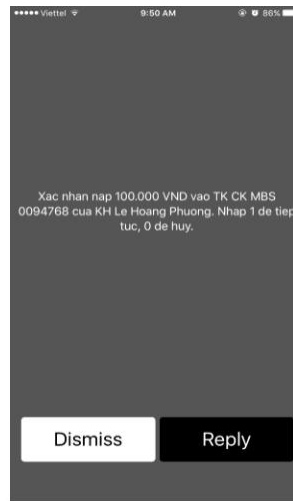 Viettel 9:50 AM 86%
Xac nhan nap 100.000 VND vao TK CK MBS
0094768 cua KH Le Hoang Phuong. Nhap 1 de tiep
tuc, 0 de huy.
Dismiss Reply